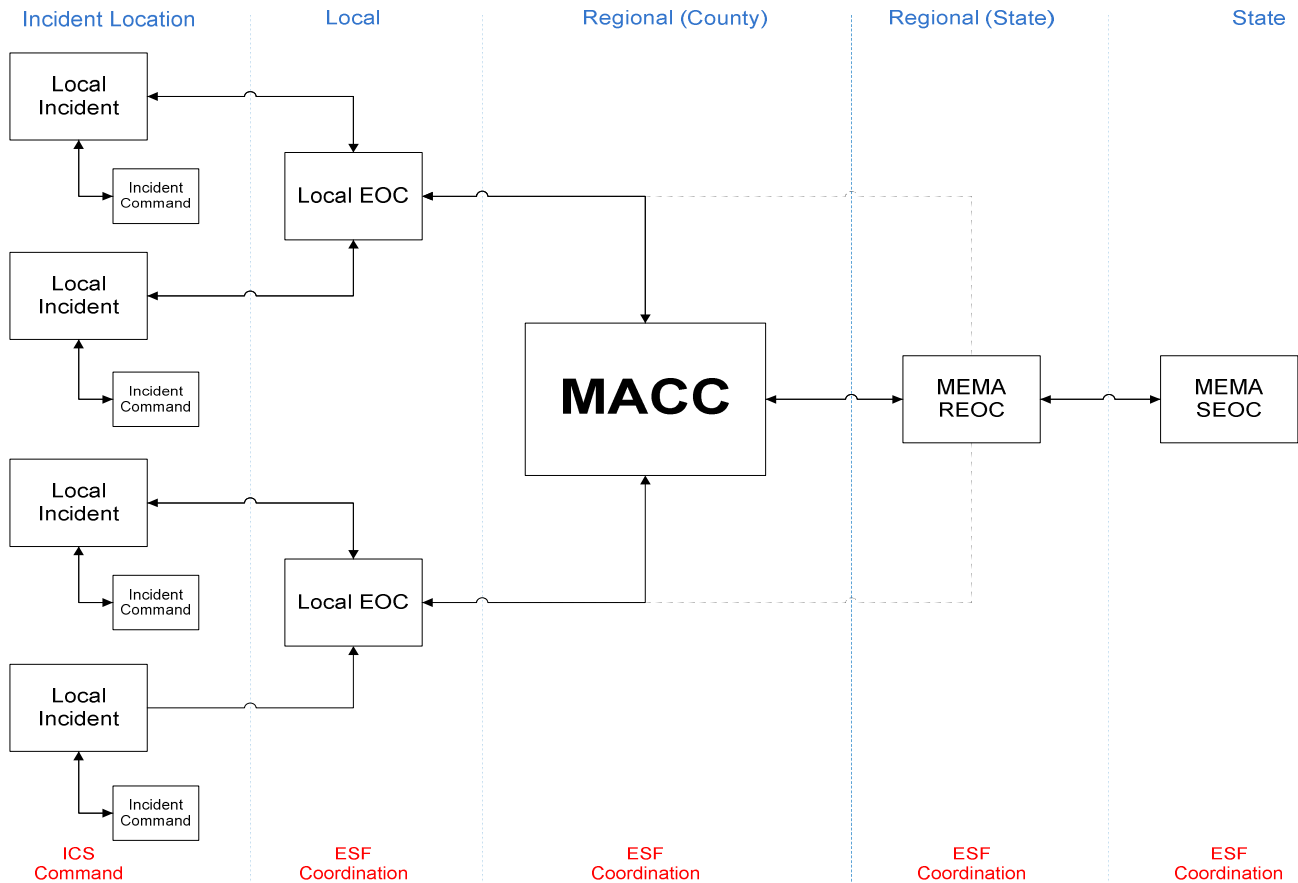 Incident Location
Local
Regional (County)
Regional (State)
State
Local
Incident
Incident
Command
Local EOC
Local
Incident
Incident
Command
MACC
MEMA
REOC
MEMA
SEOC
Local
Incident
Incident
Command
Local EOC
Local
Incident
Incident
Command
ICS
Command
ESF
Coordination
ESF
Coordination
ESF
Coordination
ESF
Coordination